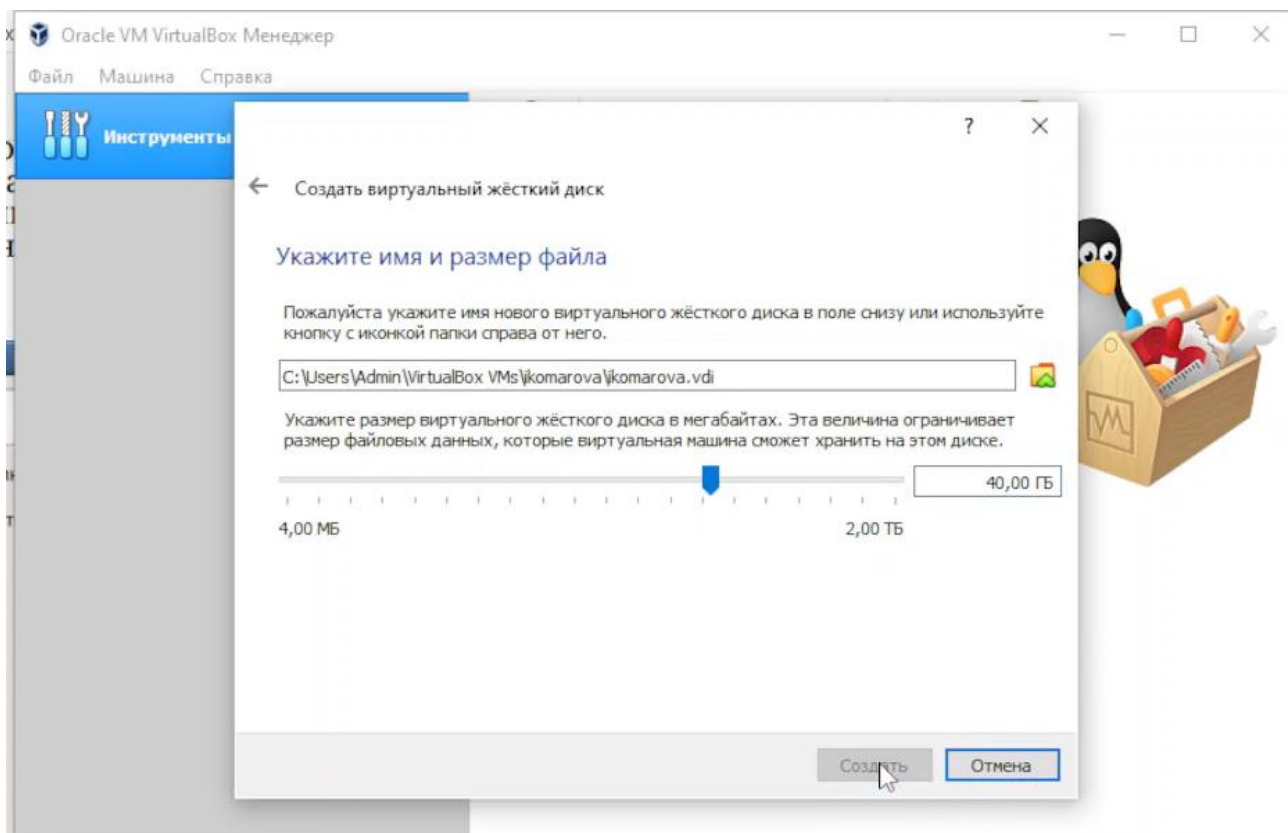 Oracle VM VirtualBox Менеджер
Файл Машина Справка
Инструменты
?
Создать виртуальный жёсткий диск
Укажите имя и размер файла
Пожалуйста укажите имя нового виртуального жёсткого диска в поле снизу или используйте
кнопку с иконкой папки справа от него.
C:\Users\Admin\VirtualBox VMs\ikomarova\ikomarova.vdi
Укажите размер виртуального жёсткого диска в мегабайтах. Эта величина ограничивает
размер файловых данных, которые виртуальная машина сможет хранить на этом диске.
40,00 ГБ
4,00 МБ 2,00 ТБ
Создать Отмена